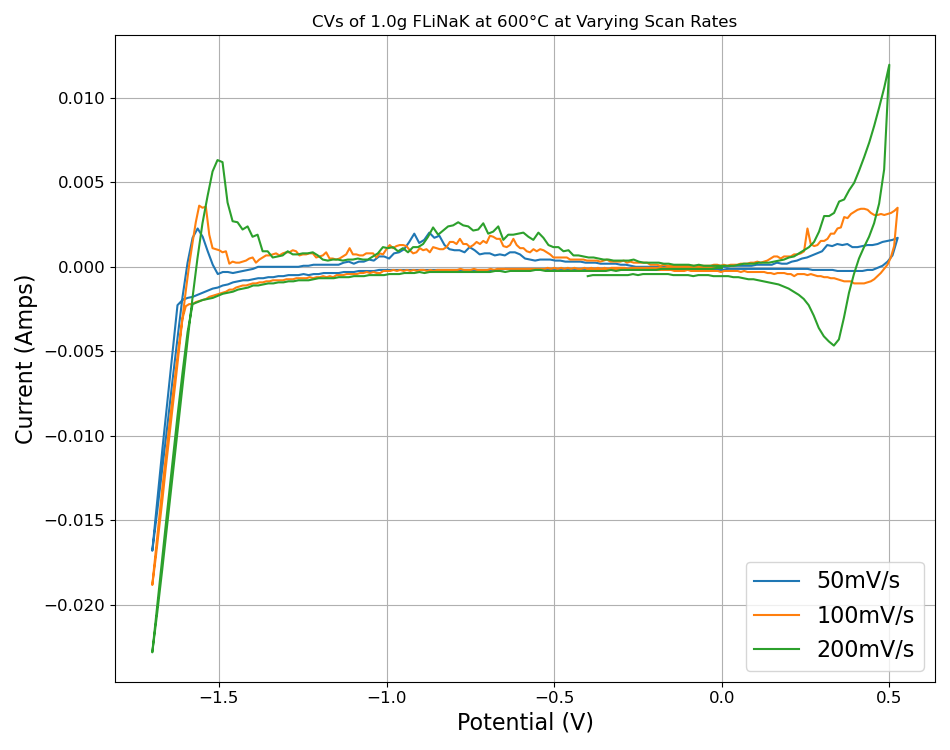 CVs of 1.0g FLiNaK at 600°C at Varying Scan Rates
Current (Amps)
0.010
0.005
0.000
−0.005
−0.010
−0.015
−0.020
50mV/s
100mV/s
200mV/s
−1.5 −1.0 −0.5 0.0 0.5
Potential (V)